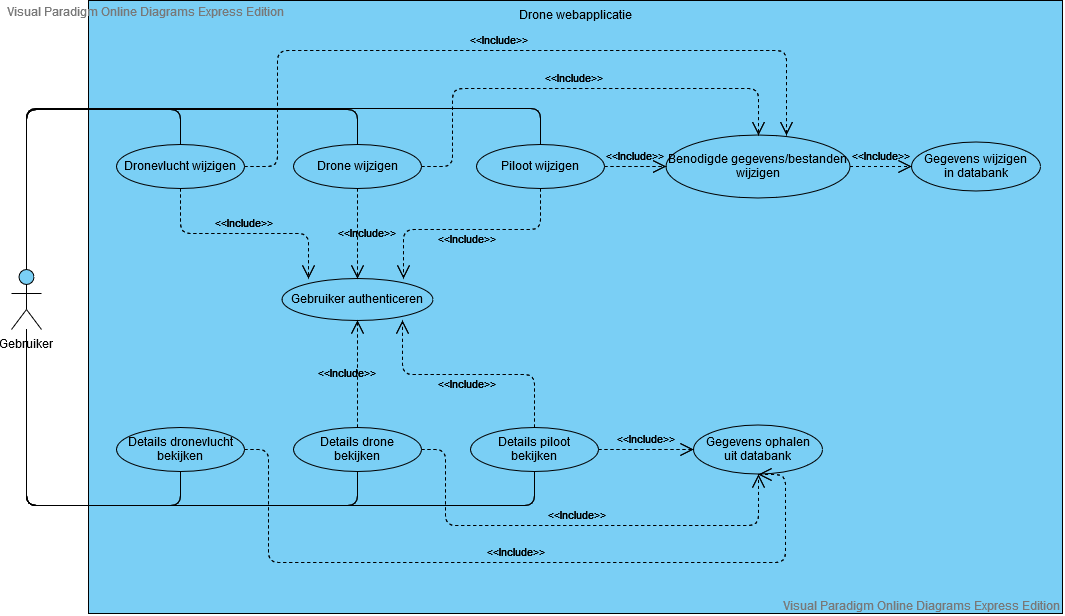 Visual Paradigm Online Diagrams Express Edition
Drone webapplicatie
<<Include>>
<<Include>>
Dronevlucht wijzigen
Drone wijzigen
Piloot wijzigen
<<Include>>
Benodigde gegevens/bestanden
wijzigen
<<Include>>
Gegevens wijzigen
in databank
<<Include>>
<<Include>>
<<Include>>
Gebruiker authenticeren
Gebruiker
<<Include>>
<<Include>>
Details dronevlucht
bekijken
Details drone
bekijken
Details piloot
bekijken
<<Include>>
Gegevens ophalen
uit databank
<<Include>>
<<Include>>
Visual Paradigm Online Diagrams Express Edition